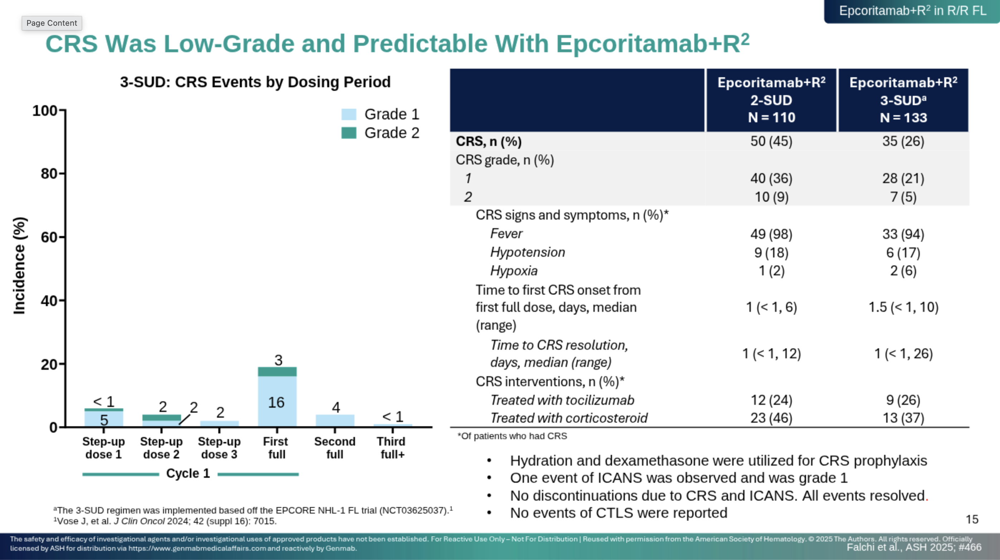 Epcoritamab+R² in R/R FL
Page Content
CRS Was Low-Grade and Predictable With Epcoritamab+R²
3-SUD: CRS Events by Dosing Period
Incidence (%)
100
80
60
40
20
0
Grade 1
Grade 2
< 1
5
2
2
2
3
16
4
< 1
Step-up dose 1
Step-up dose 2
Step-up dose 3
First full
Second full
Third full+
Cycle 1
ᵃThe 3-SUD regimen was implemented based off the EPCORE NHL-1 FL trial (NCT03625037).¹
¹Vose J, et al. J Clin Oncol 2024; 42 (suppl 16): 7015.
Epcoritamab+R² 2-SUD N = 110
Epcoritamab+R² 3-SUDᵃ N = 133
CRS, n (%) 50 (45) 35 (26)
CRS grade, n (%)
1 40 (36) 28 (21)
2 10 (9) 7 (5)
CRS signs and symptoms, n (%)*
Fever 49 (98) 33 (94)
Hypotension 9 (18) 6 (17)
Hypoxia 1 (2) 2 (6)
Time to first CRS onset from
first full dose, days, median 1 (< 1, 6) 1.5 (< 1, 10)
(range)
Time to CRS resolution,
days, median (range) 1 (< 1, 12) 1 (< 1, 26)
CRS interventions, n (%)*
Treated with tocilizumab 12 (24) 9 (26)
Treated with corticosteroid 23 (46) 13 (37)
*Of patients who had CRS
• Hydration and dexamethasone were utilized for CRS prophylaxis
• One event of ICANS was observed and was grade 1
• No discontinuations due to CRS and ICANS. All events resolved.
• No events of CTLS were reported
15
The safety and efficacy of investigational agents and/or investigational uses of approved products have not been established. For Reactive Use Only – Not For Distribution | Reused with permission from the American Society of Hematology. © 2025 The Authors. All rights reserved. Officially
licensed by ASH for distribution via https://www.genmabmedicalaffairs.com and reactively by Genmab.
Falchi et al., ASH 2025; #466